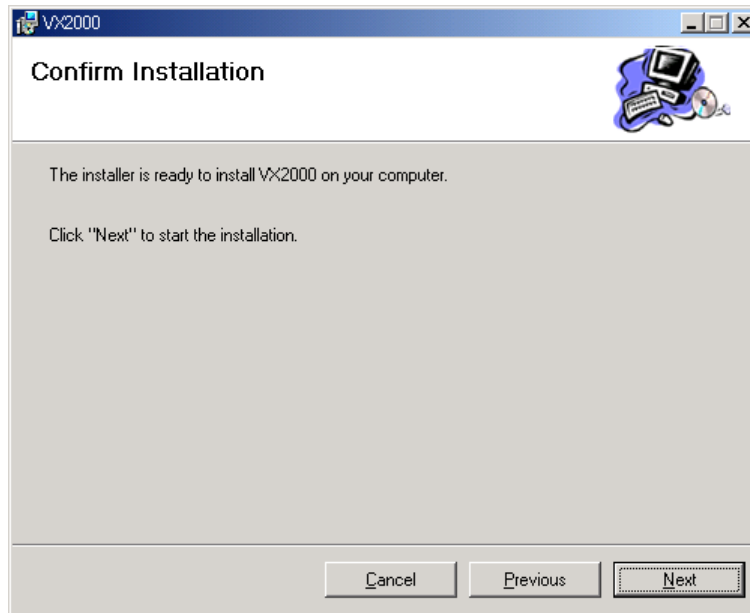 VX2000
Confirm Installation
The installer is ready to install VX2000 on your computer.
Click "Next" to start the installation.
Cancel
Previous
Next